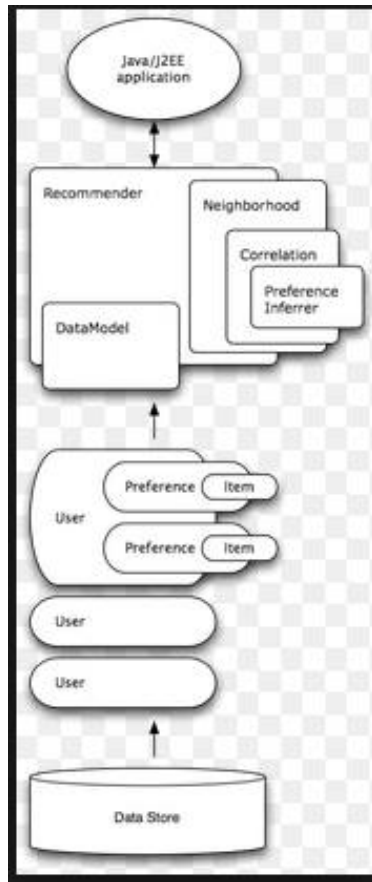 Java/J2EE
application
Recommender
Neighborhood
Correlation
Preference
Inferrer
DataModel
User
Preference
Item
Preference
Item
User
User
Data Store